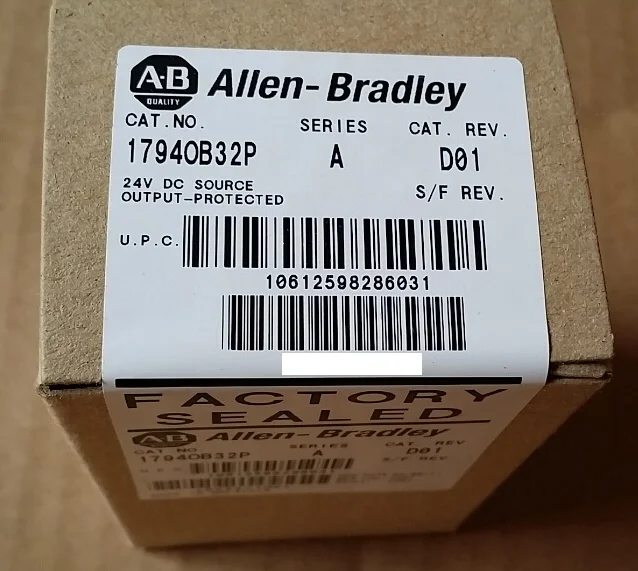 A-B
QUALITY
Allen-Bradley
CAT.NO. SERIES CAT. REV.
1794OB32P A D01
24V DC SOURCE S/F REV.
OUTPUT-PROTECTED
U.P.C.
10612598286031
FACTORY
SEALED
AB Allen-Bradley
CAT NO SERIES CAT. REV
1794OB32P A D01
S/F REV.